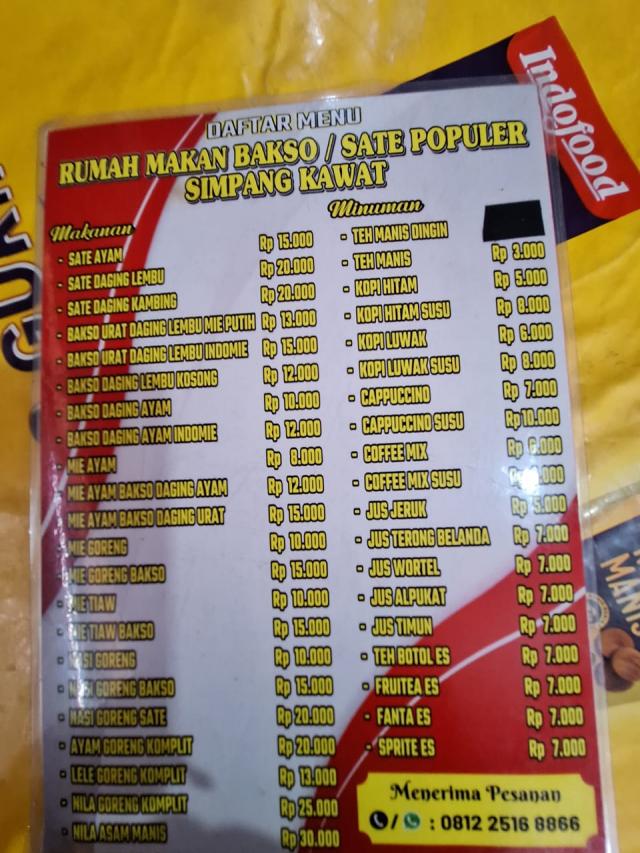 Indofood
DAFTAR MENU
RUMAH MAKAN BAKSO / SATE POPULER
SIMPANG KAWAT
Makanan
- SATE AYAM Rp 15.000
- SATE DAGING LEMBU Rp 20.000
- SATE DAGING KAMBING Rp 20.000
- BAKSO URAT DAGING LEMBU MIE PUTIH Rp 13.000
- BAKSO URAT DAGING LEMBU INDOMIE Rp 15.000
- BAKSO DAGING LEMBU KOSONG Rp 12.000
- BAKSO DAGING AYAM Rp 10.000
- BAKSO DAGING AYAM INDOMIE Rp 12.000
- MIE AYAM Rp 8.000
- MIE AYAM BAKSO DAGING AYAM Rp 12.000
- MIE AYAM BAKSO DAGING URAT Rp 15.000
- MIE GORENG Rp 10.000
- MIE GORENG BAKSO Rp 15.000
- MIE TIAW Rp 10.000
- MIE TIAW BAKSO Rp 15.000
- NASI GORENG Rp 10.000
- NASI GORENG BAKSO Rp 15.000
- NASI GORENG SATE Rp 20.000
- AYAM GORENG KOMPLIT Rp 20.000
- LELE GORENG KOMPLIT Rp 13.000
- NILA GORENG KOMPLIT Rp 25.000
- NILA ASAM MANIS Rp 30.000
Minuman
- TEH MANIS DINGIN
- TEH MANIS Rp 3.000
- KOPI HITAM Rp 5.000
- KOPI HITAM SUSU Rp 8.000
- KOPI LUWAK Rp 6.000
- KOPI LUWAK SUSU Rp 8.000
- CAPPUCCINO Rp 7.000
- CAPPUCCINO SUSU Rp 10.000
- COFFEE MIX Rp
- COFFEE MIX SUSU
- JUS JERUK Rp 5.000
- JUS TERONG BELANDA Rp 7.000
- JUS WORTEL Rp 7.000
- JUS ALPUKAT Rp 7.000
- JUS TIMUN Rp 7.000
- TEH BOTOL ES Rp 7.000
- FRUITEA ES Rp 7.000
- FANTA ES Rp 7.000
- SPRITE ES Rp 7.000
Menerima Pesanan
/ : 0812 2516 8866